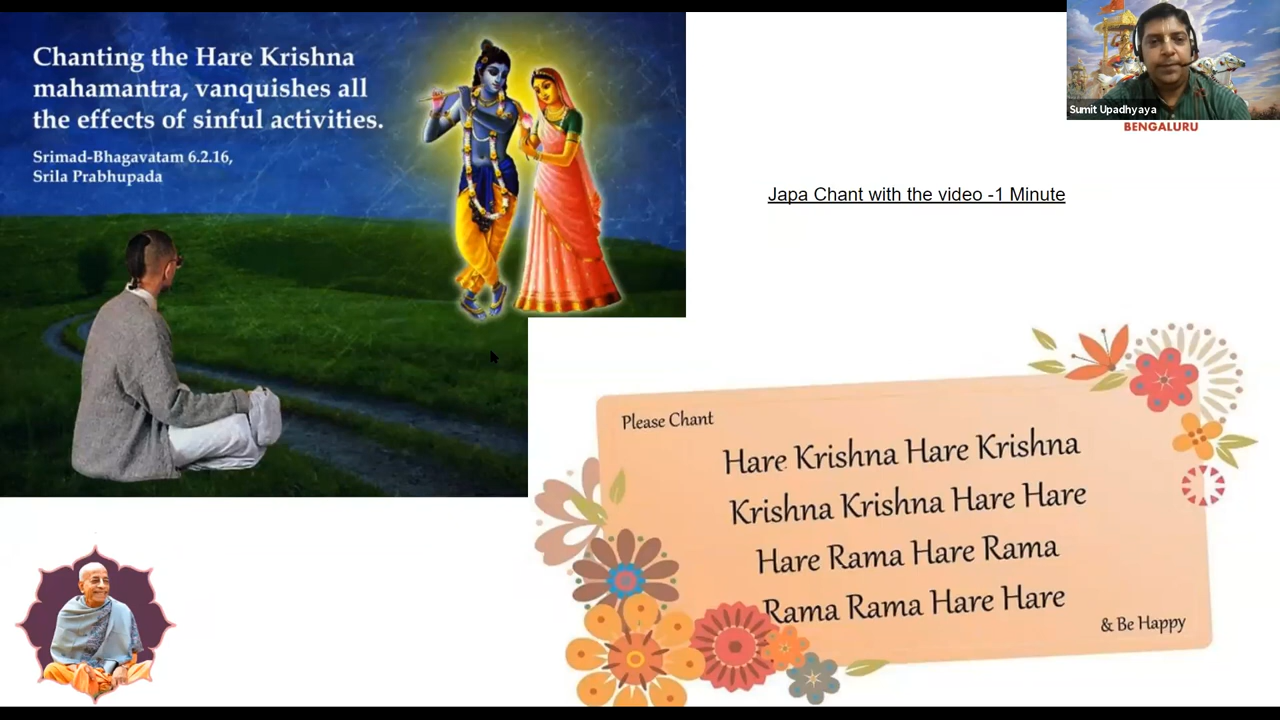 Chanting the Hare Krishna
mahamantra, vanquishes all
the effects of sinful activities.
Srimad-Bhagavatam 6.2.16,
Srila Prabhupada
Sumit Upadhyaya
BENGALURU
Japa Chant with the video -1 Minute
Please Chant
Hare Krishna Hare Krishna
Krishna Krishna Hare Hare
Hare Rama Hare Rama
Rama Rama Hare Hare
& Be Happy